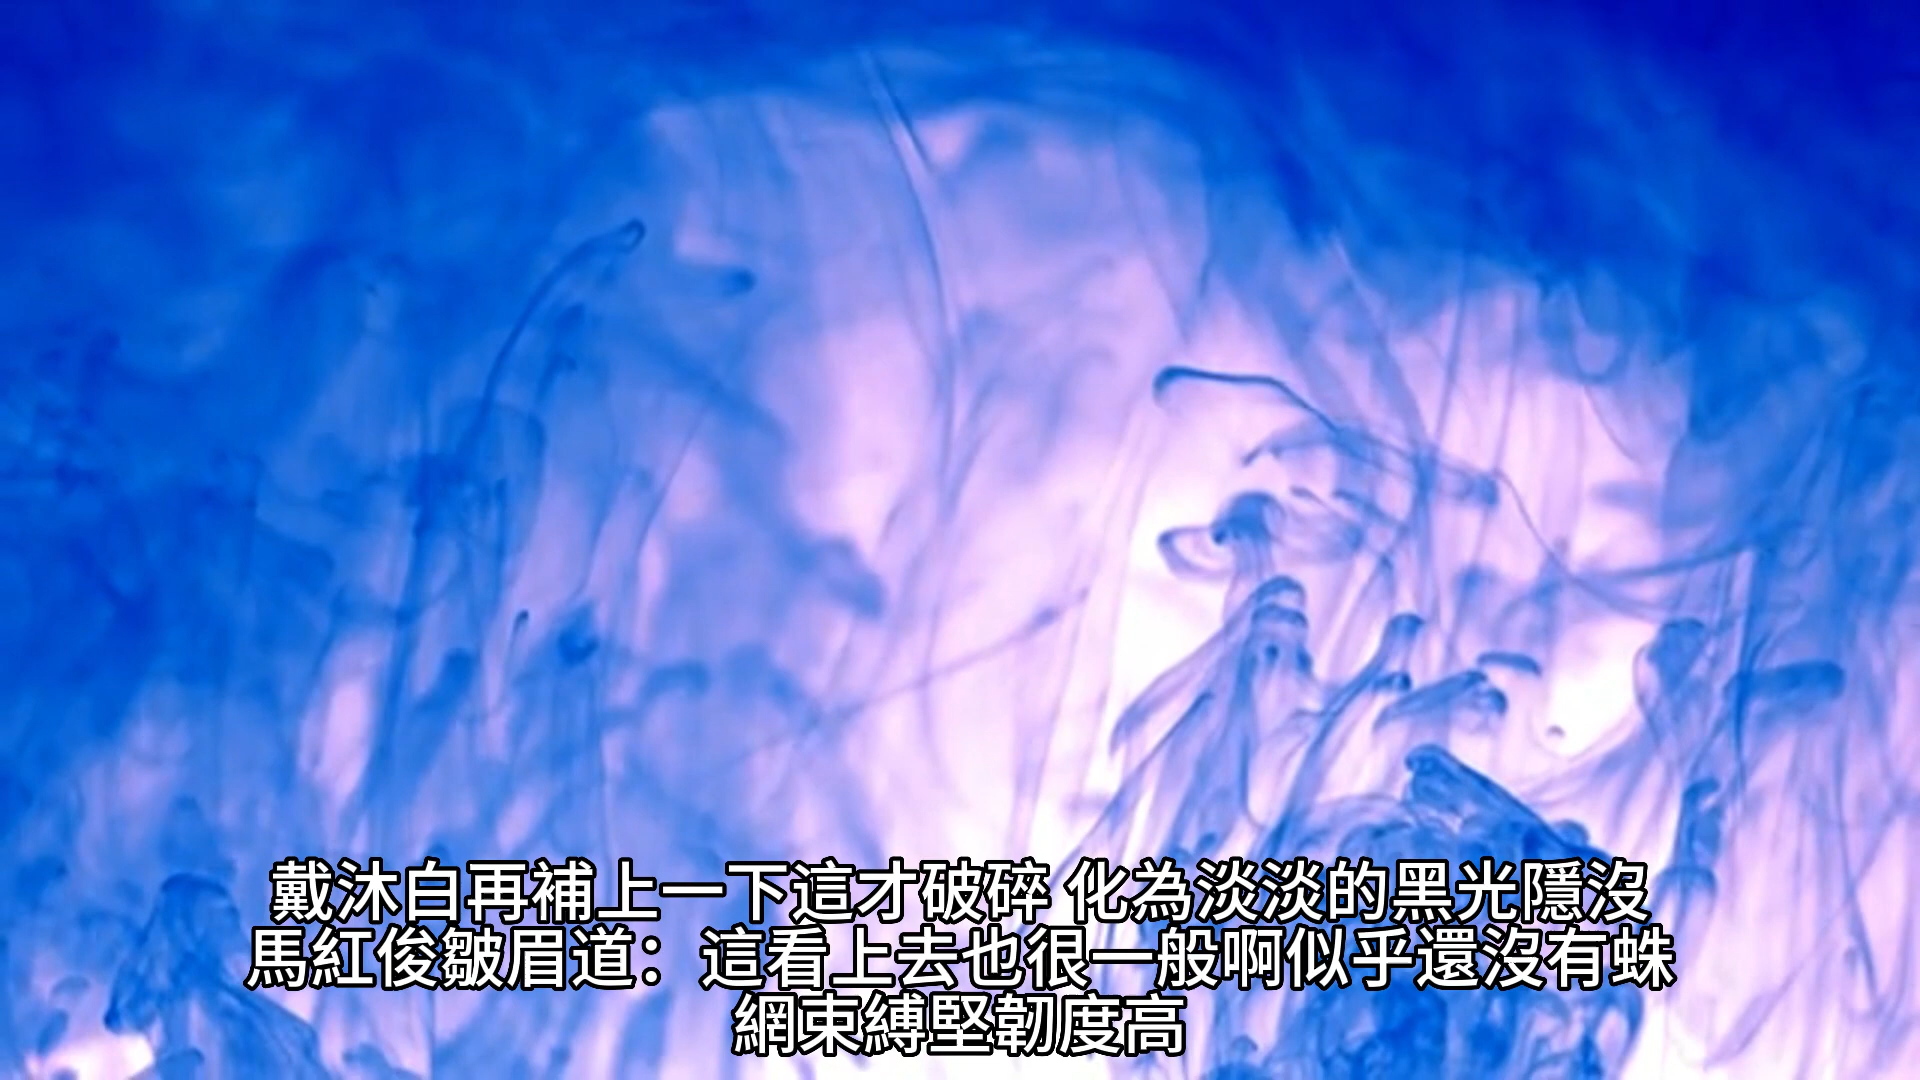 戴沐白再補上一下這才破碎 化為淡淡的黑光隱沒
馬紅俊皺眉道：這看上去也很一般啊似乎還沒有蛛
網束縛堅韌度高